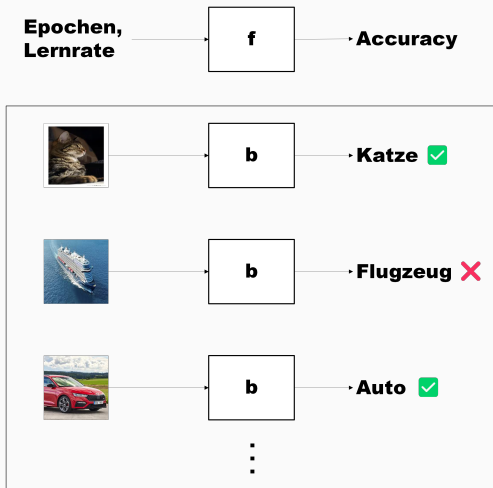 Epochen,
Lernrate
f
Accuracy
b
Katze ✅
b
Flugzeug ❌
b
Auto ✅
⋮